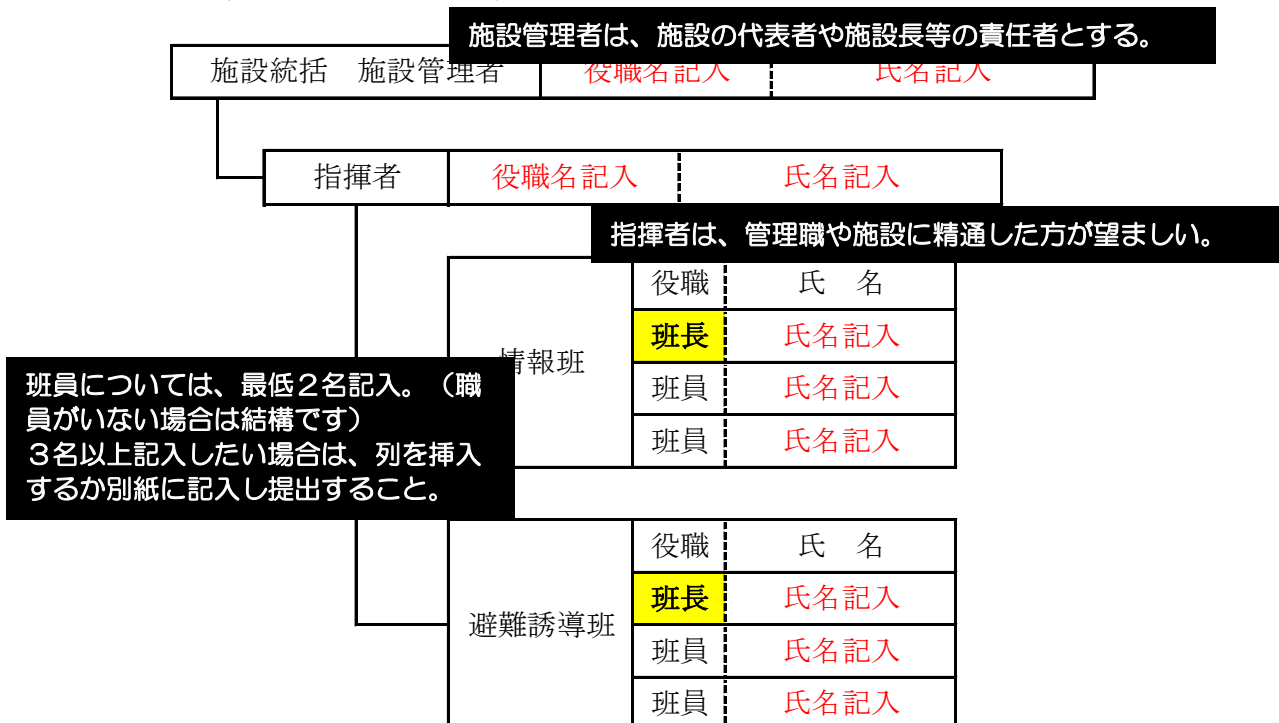 施設管理者は、施設の代表者や施設長等の責任者とする。
施設統括　施設管理者 役職名記入 氏名記入
指揮者 役職名記入 氏名記入
指揮者は、管理職や施設に精通した方が望ましい。
役職 氏　名
班長 氏名記入
情報班
班員 氏名記入
班員 氏名記入
班員については、最低２名記入。（職
員がいない場合は結構です）
３名以上記入したい場合は、列を挿入
するか別紙に記入し提出すること。
役職 氏　名
班長 氏名記入
避難誘導班
班員 氏名記入
班員 氏名記入